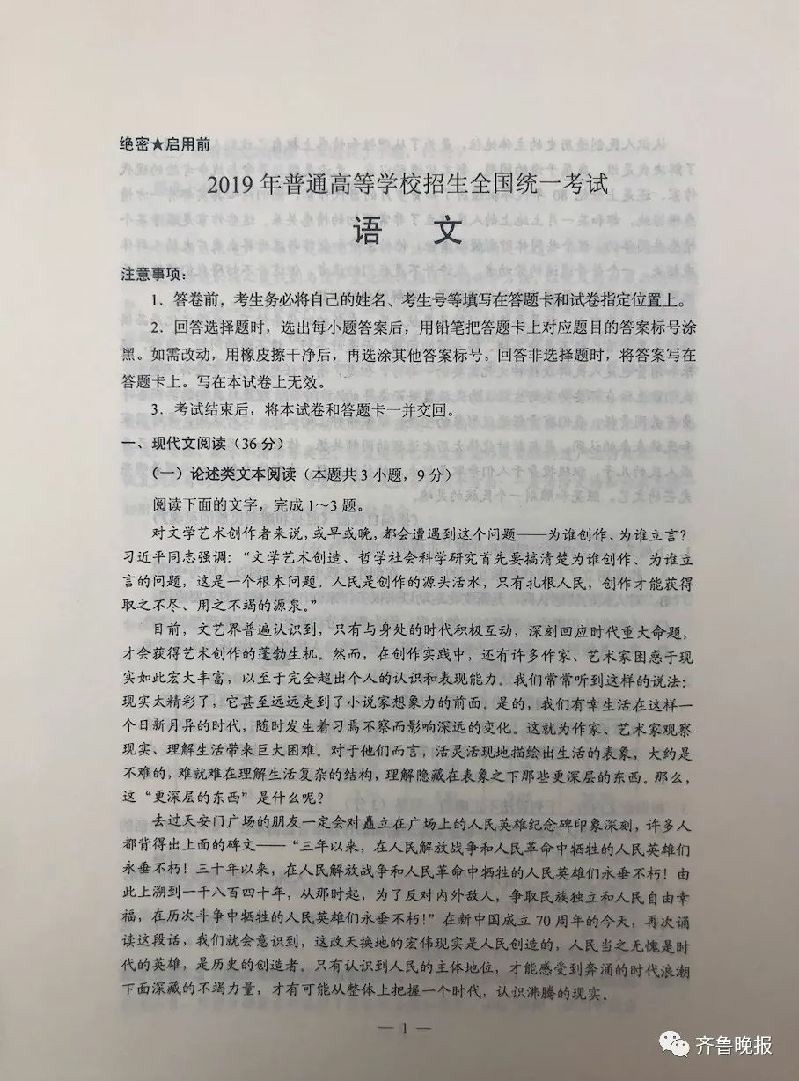 绝密★启用前
2019 年普通高等学校招生全国统一考试
语 文
注意事项：
1．答卷前，考生务必将自己的姓名、考生号等填写在答题卡和试卷指定位置上。
2．回答选择题时，选出每小题答案后，用铅笔把答题卡上对应题目的答案标号涂
黑。如需改动，用橡皮擦干净后，再选涂其他答案标号。回答非选择题时，将答案写在
答题卡上。写在本试卷上无效。
3．考试结束后，将本试卷和答题卡一并交回。
一、现代文阅读（36 分）
（一）论述类文本阅读（本题共 3 小题，9 分）
阅读下面的文字，完成 1～3 题。
对文学艺术创作者来说，或早或晚，都会遭遇到这个问题——为谁创作、为谁立言？
习近平同志强调：“文学艺术创造、哲学社会科学研究首先要搞清楚为谁创作、为谁立
言的问题，这是一个根本问题。人民是创作的源头活水，只有扎根人民，创作才能获得
取之不尽、用之不竭的源泉。”
目前，文艺界普遍认识到，只有与身处的时代积极互动，深刻回应时代重大命题，
才会获得艺术创作的蓬勃生机。然而，在创作实践中，还有许多作家、艺术家困惑于现
实如此宏大丰富，以至于完全超出个人的认识和表现能力。我们常常听到这样的说法：
现实太精彩了，它甚至远远走到了小说家想象力的前面。是的，我们有幸生活在这样一
个日新月异的时代，随时发生着习焉不察而影响深远的变化。这就为作家、艺术家观察
现实、理解生活带来巨大困难。对于他们而言，活灵活现地描绘出生活的表象，大约是
不难的，难就难在理解生活复杂的结构，理解隐藏在表象之下那些更深层的东西。那么，
这“更深层的东西”是什么呢？
去过天安门广场的朋友一定会对矗立在广场上的人民英雄纪念碑印象深刻，许多人
都背得出上面的碑文——“三年以来，在人民解放战争和人民革命中牺牲的人民英雄们
永垂不朽！三十年以来，在人民解放战争和人民革命中牺牲的人民英雄们永垂不朽！由
此上溯到一千八百四十年，从那时起，为了反对内外敌人，争取民族独立和人民自由幸
福，在历次斗争中牺牲的人民英雄们永垂不朽！”在新中国成立 70 周年的今天，再次诵
读这段话，我们就会意识到，这改天换地的宏伟现实是人民创造的，人民当之无愧是时
代的英雄，是历史的创造者。只有认识到人民的主体地位，才能感受到奔涌的时代浪潮
下面深藏的不竭力量，才有可能从整体上把握一个时代，认识沸腾的现实。
— 1 —
齐鲁晚报